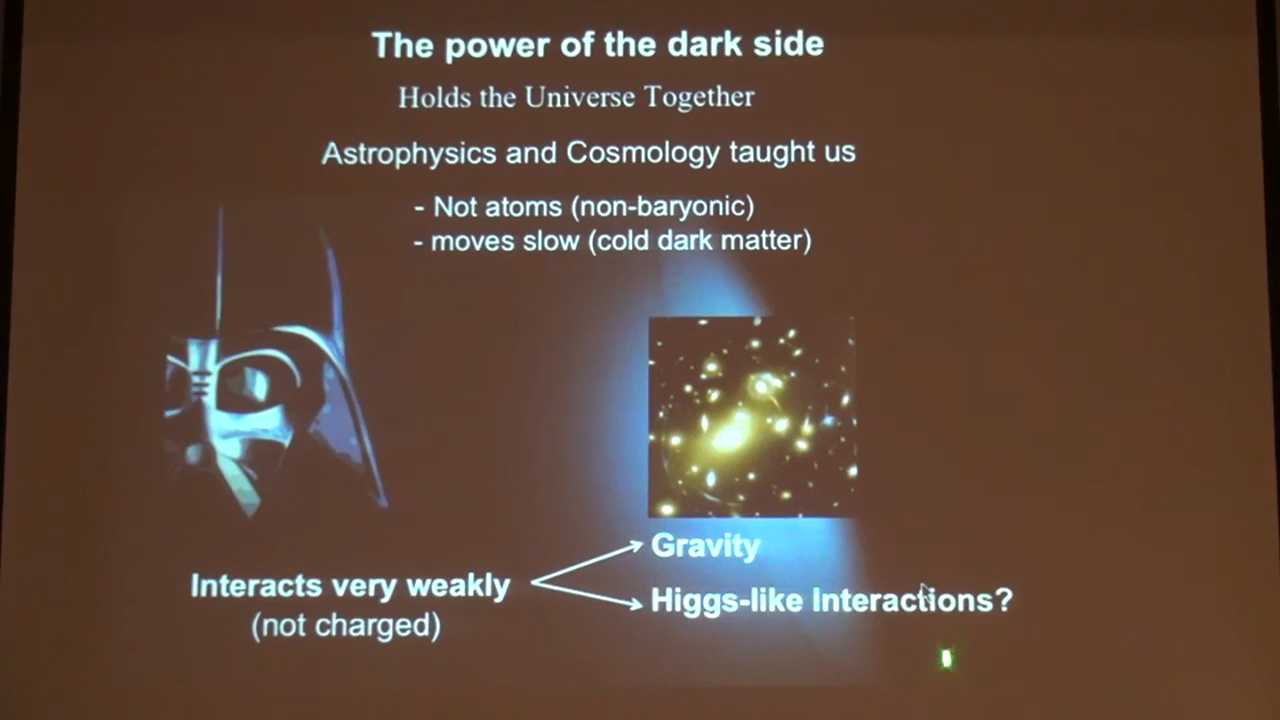 The power of the dark side
Holds the Universe Together
Astrophysics and Cosmology taught us
- Not atoms (non-baryonic)
- moves slow (cold dark matter)
Gravity
Interacts very weakly
Higgs-like Interactions?
(not charged)